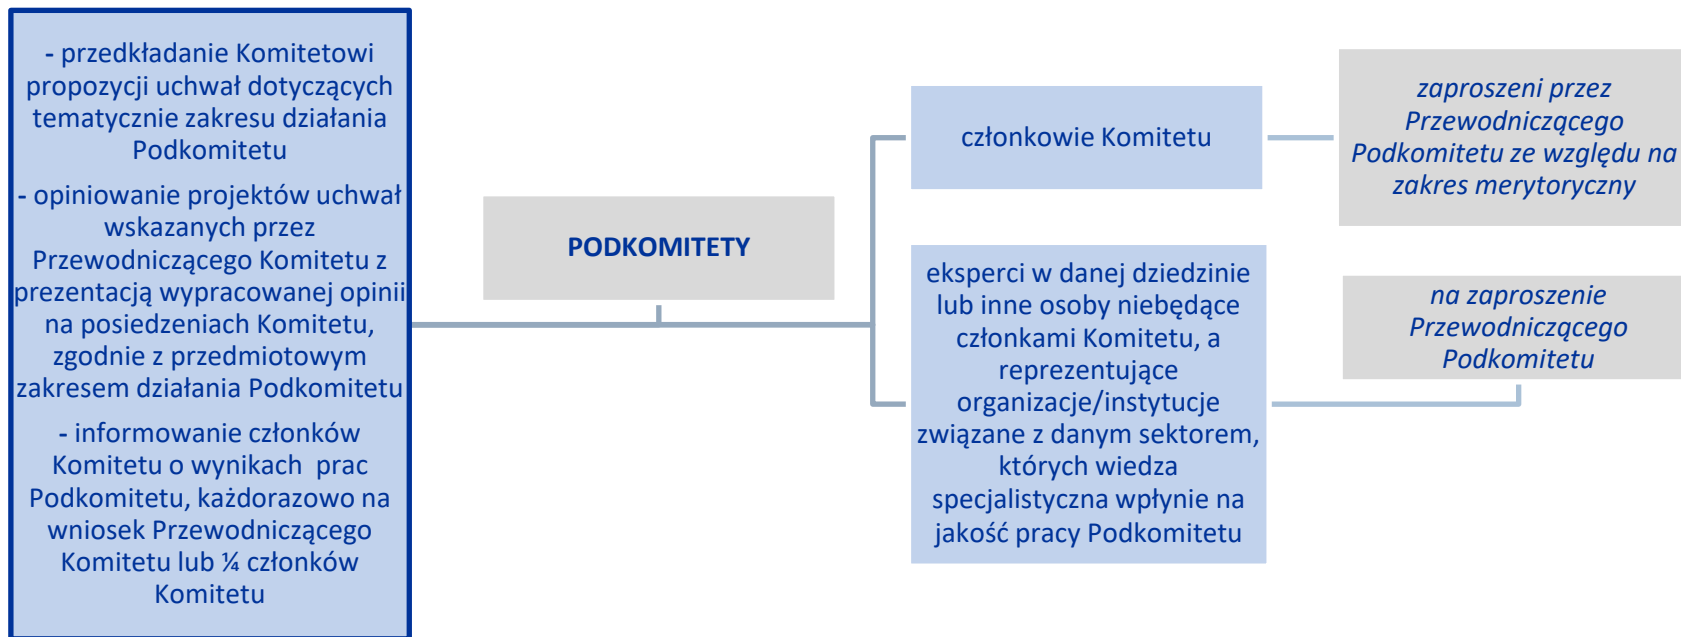 - przedkładanie Komitetowi
propozycji uchwał dotyczących
tematycznie zakresu działania
Podkomitetu
- opiniowanie projektów uchwał
wskazanych przez
Przewodniczącego Komitetu z
prezentacją wypracowanej opinii
na posiedzeniach Komitetu,
zgodnie z przedmiotowym
zakresem działania Podkomitetu
- informowanie członków
Komitetu o wynikach prac
Podkomitetu, każdorazowo na
wniosek Przewodniczącego
Komitetu lub ¼ członków
Komitetu
PODKOMITETY
członkowie Komitetu
zaproszeni przez
Przewodniczącego
Podkomitetu ze względu na
zakres merytoryczny
eksperci w danej dziedzinie
lub inne osoby niebędące
członkami Komitetu, a
reprezentujące
organizacje/instytucje
związane z danym sektorem,
których wiedza
specjalistyczna wpłynie na
jakość pracy Podkomitetu
na zaproszenie
Przewodniczącego
Podkomitetu